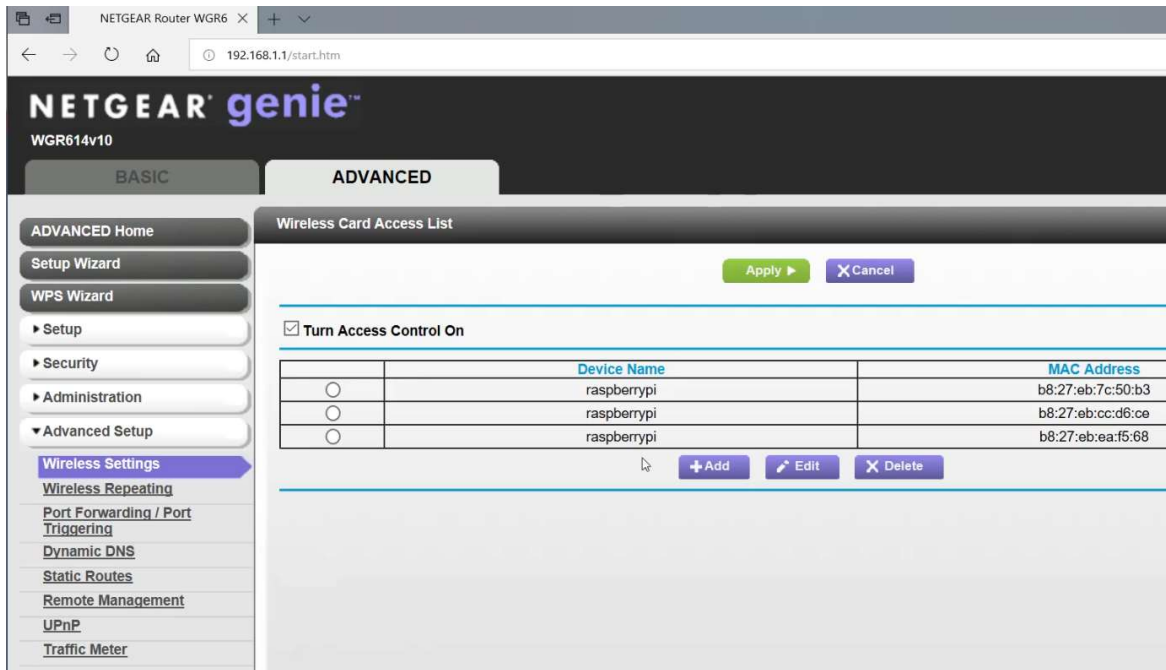 NETGEAR Router WGR6
192.168.1.1/start.htm
NETGEAR genie™
WGR614v10
BASIC
ADVANCED
ADVANCED Home
Setup Wizard
WPS Wizard
Setup
Security
Administration
Advanced Setup
Wireless Settings
Wireless Repeating
Port Forwarding / Port
Triggering
Dynamic DNS
Static Routes
Remote Management
UPnP
Traffic Meter
Wireless Card Access List
Apply
Cancel
Turn Access Control On
Device Name MAC Address
raspberrypi b8:27:eb:7c:50:b3
raspberrypi b8:27:eb:cc:d6:ce
raspberrypi b8:27:eb:ea:f5:68
Add Edit Delete